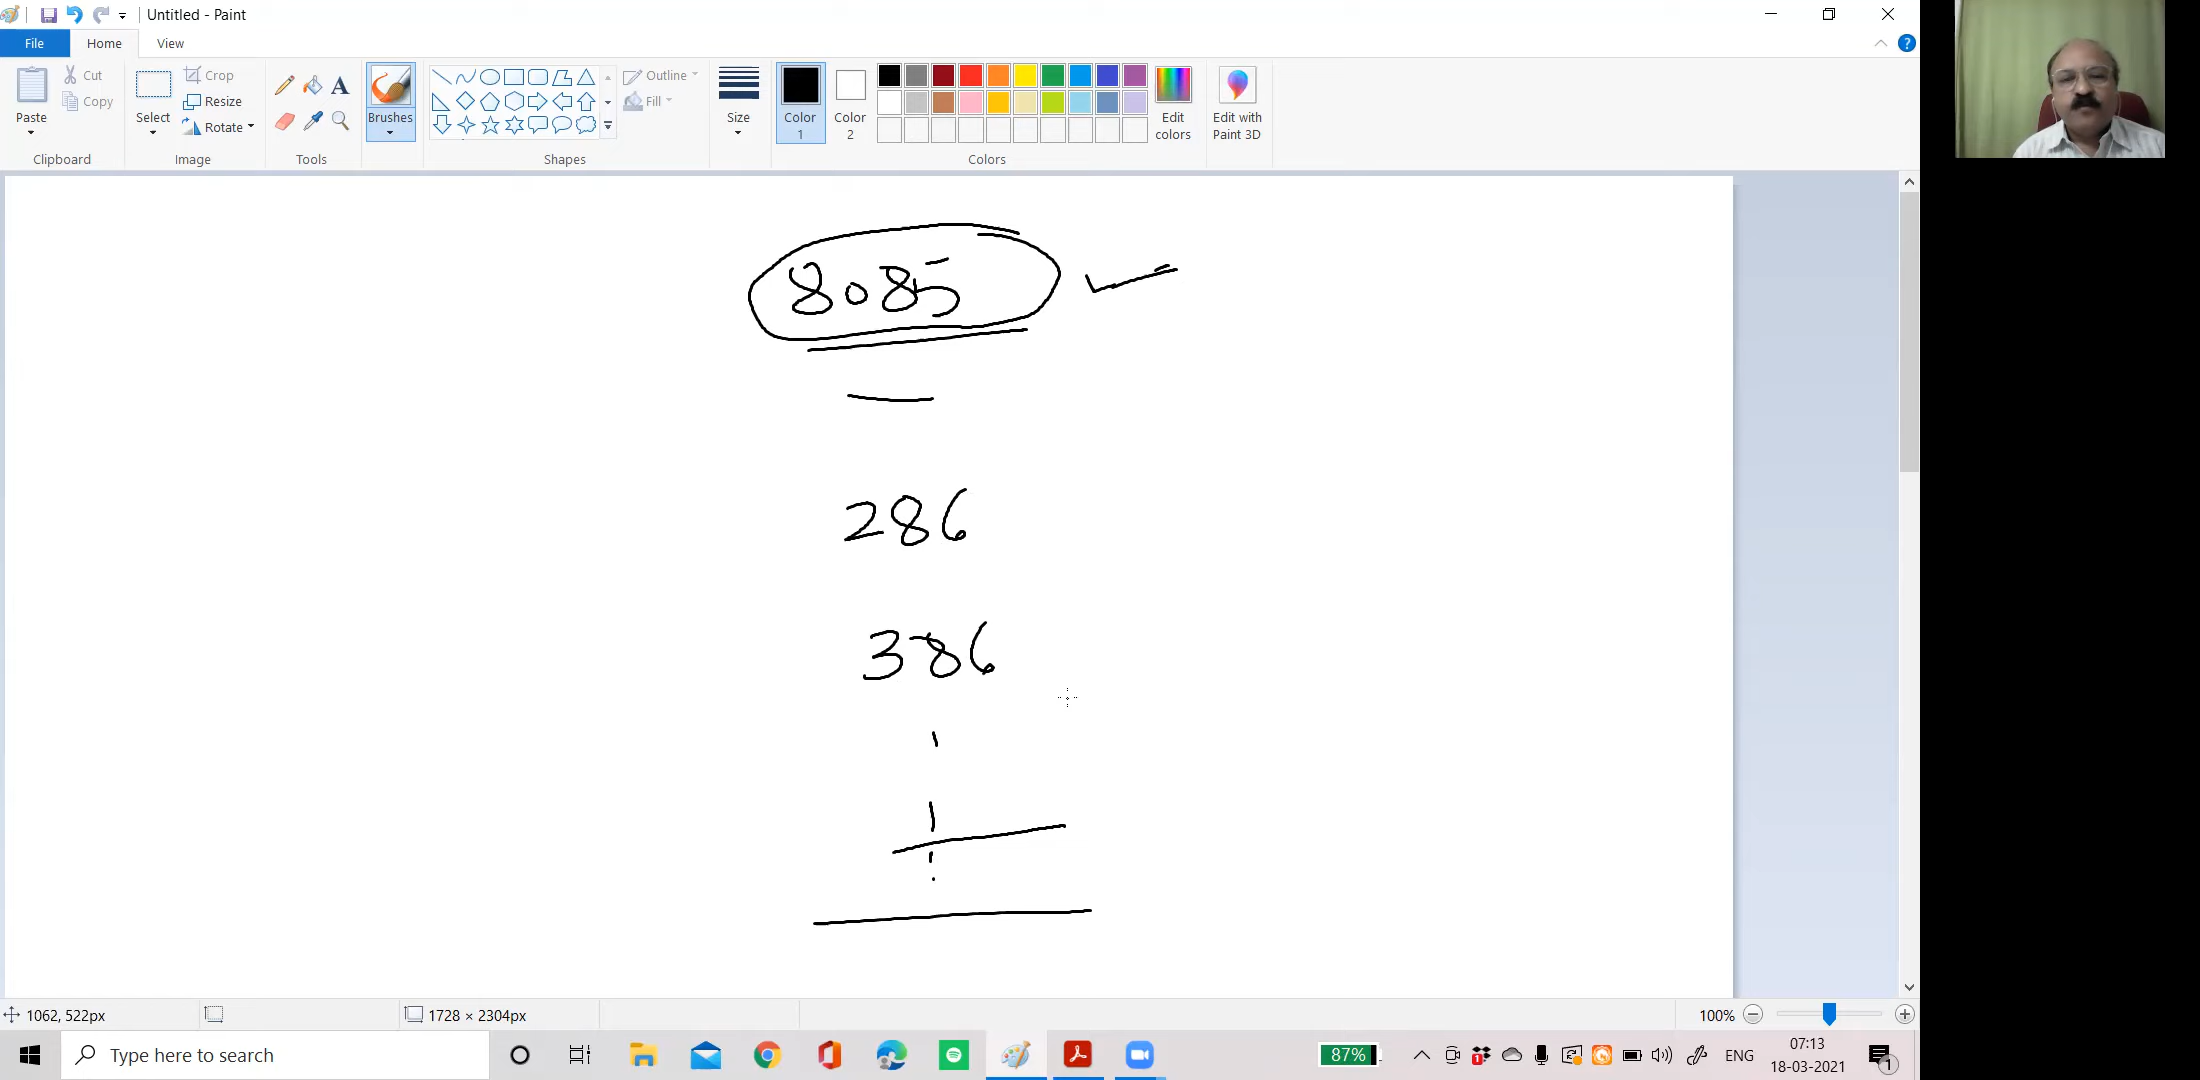 Untitled - Paint
File Home View
Paste
Cut
Copy
Clipboard
Select
Crop
Resize
Rotate
Image
Tools
Brushes
Shapes
Outline
Fill
Size
Color 1
Color 2
Colors
Edit colors
Edit with Paint 3D
8085
286
386
1062, 522px
1728 × 2304px
100%
Type here to search
87%
1
ENG
07:13
18-03-2021
1